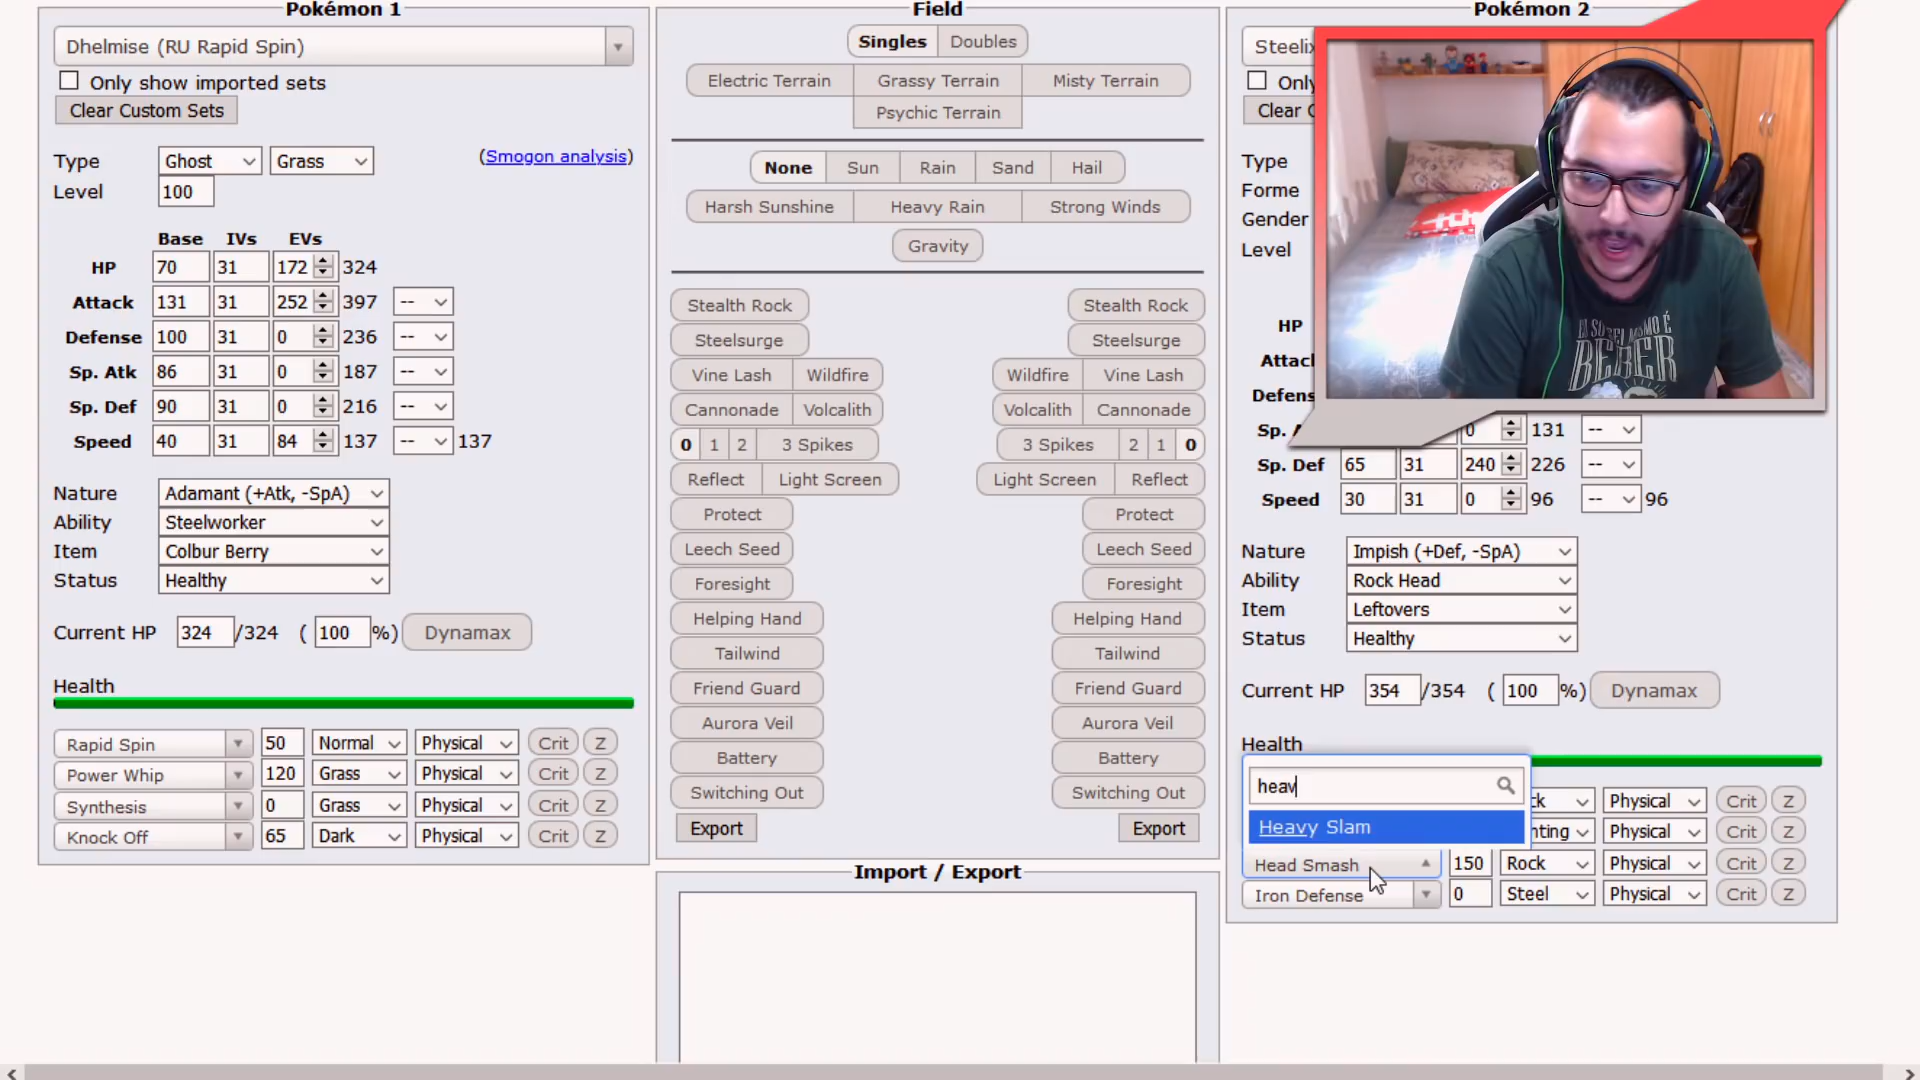 Pokémon 1
Dhelmise (RU Rapid Spin)
Only show imported sets
Clear Custom Sets
Type Ghost Grass (Smogon analysis)
Level 100
Base IVs EVs
HP 70 31 172 324
Attack 131 31 252 397 --
Defense 100 31 0 236 --
Sp. Atk 86 31 0 187 --
Sp. Def 90 31 0 216 --
Speed 40 31 84 137 -- 137
Nature Adamant (+Atk, -SpA)
Ability Steelworker
Item Colbur Berry
Status Healthy
Current HP 324 /324 ( 100 %) Dynamax
Health
Rapid Spin 50 Normal Physical Crit Z
Power Whip 120 Grass Physical Crit Z
Synthesis 0 Grass Physical Crit Z
Knock Off 65 Dark Physical Crit Z
Field
Singles Doubles
Electric Terrain Grassy Terrain Misty Terrain
Psychic Terrain
None Sun Rain Sand Hail
Harsh Sunshine Heavy Rain Strong Winds
Gravity
Stealth Rock Stealth Rock
Steelsurge Steelsurge
Vine Lash Wildfire Wildfire Vine Lash
Cannonade Volcalith Volcalith Cannonade
0 1 2 3 Spikes 3 Spikes 2 1 0
Reflect Light Screen Light Screen Reflect
Protect Protect
Leech Seed Leech Seed
Foresight Foresight
Helping Hand Helping Hand
Tailwind Tailwind
Friend Guard Friend Guard
Aurora Veil Aurora Veil
Battery Battery
Switching Out Switching Out
Export Export
Import / Export
Pokémon 2
Steelix
Only
Clear C
Type
Forme
Gender
Level
HP
Attack
Defens
Sp. A 0 131 --
Sp. Def 65 31 240 226 --
Speed 30 31 0 96 -- 96
Nature Impish (+Def, -SpA)
Ability Rock Head
Item Leftovers
Status Healthy
Current HP 354 /354 ( 100 %) Dynamax
Health
heav
Heavy Slam
ck Physical Crit Z
nting Physical Crit Z
Head Smash 150 Rock Physical Crit Z
Iron Defense 0 Steel Physical Crit Z
BEBER